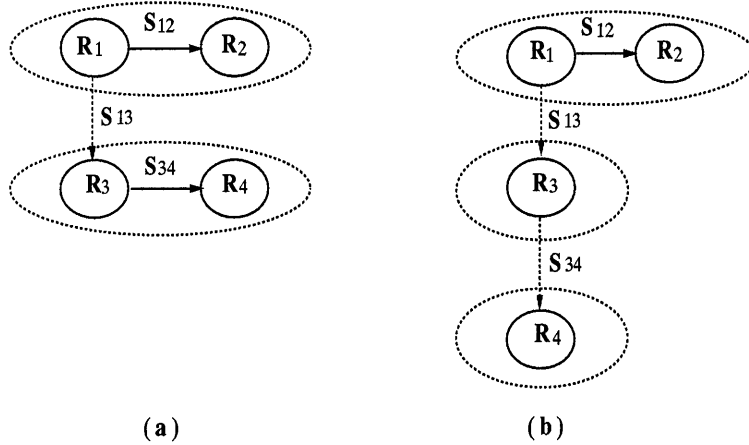 S12 S12
R1 R2 R1 R2
S13 S13
S34
R3 R4 R3
S34
R4
(a) (b)